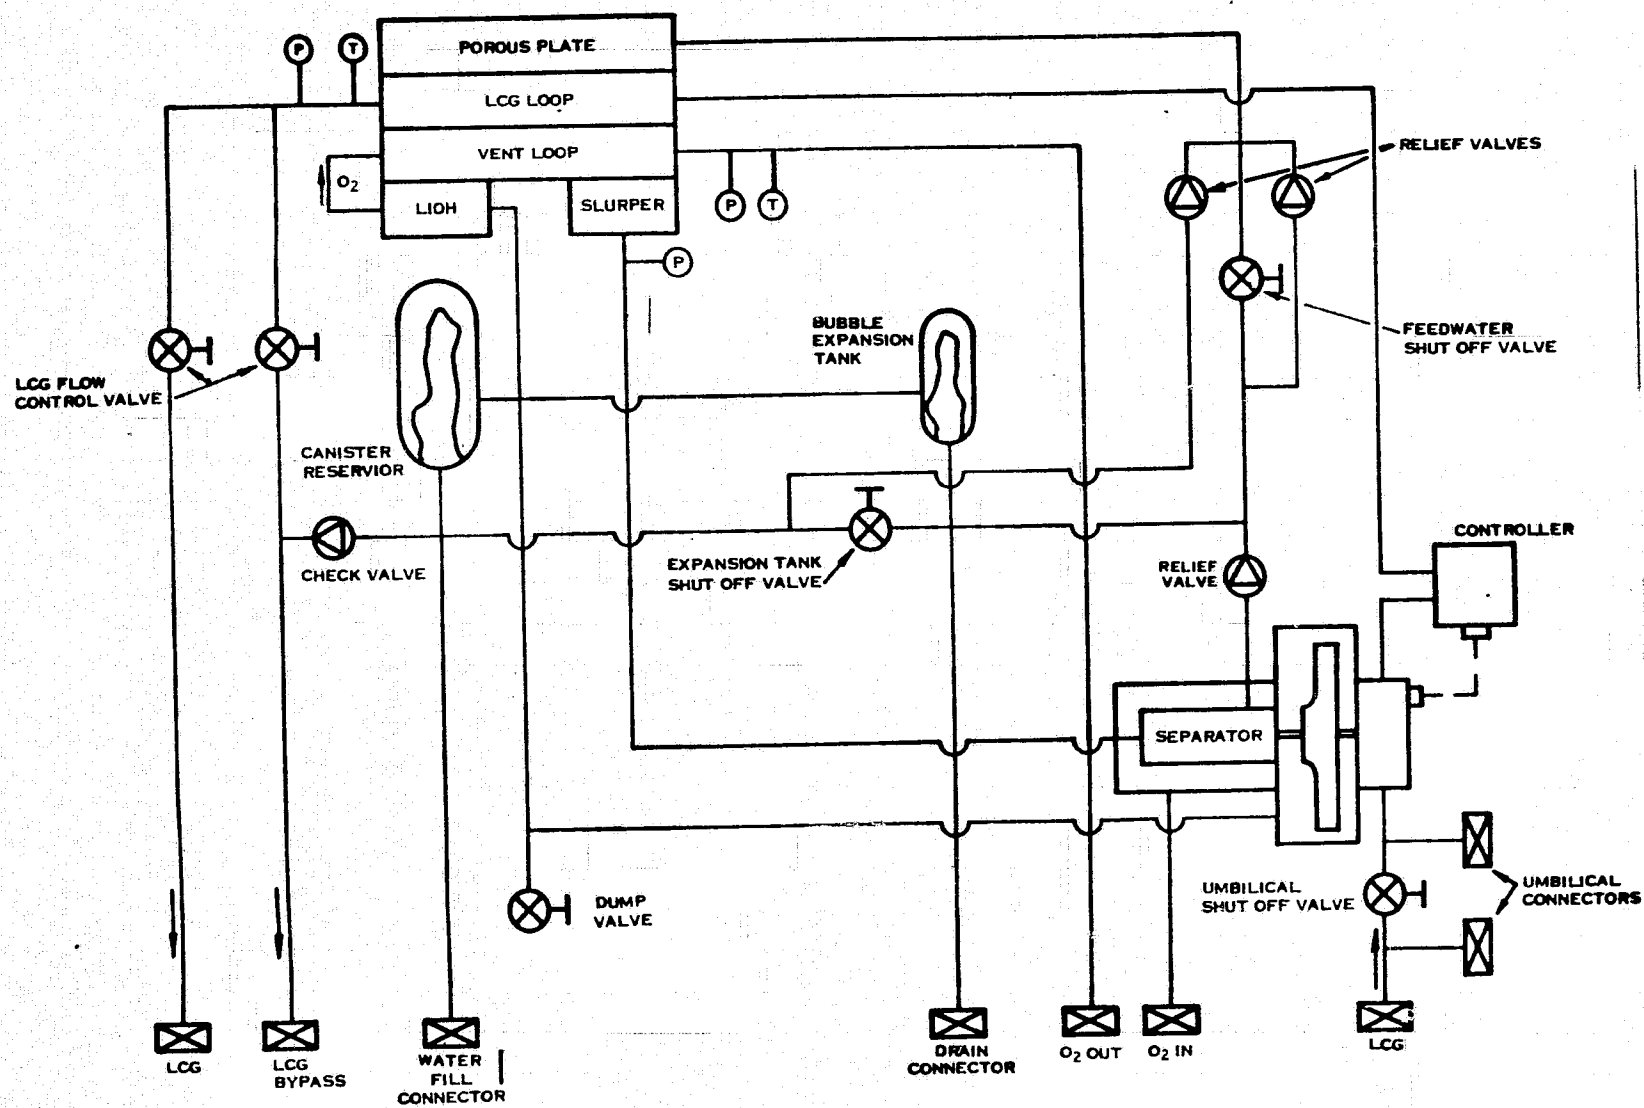 P
T
POROUS PLATE
LCG LOOP
VENT LOOP
O2
LIOH
SLURPER
P
T
P
RELIEF VALVES
FEEDWATER
SHUT OFF VALVE
BUBBLE
EXPANSION
TANK
LCG FLOW
CONTROL VALVE
CANISTER
RESERVIOR
CHECK VALVE
EXPANSION TANK
SHUT OFF VALVE
RELIEF
VALVE
CONTROLLER
SEPARATOR
DUMP
VALVE
UMBILICAL
SHUT OFF VALVE
UMBILICAL
CONNECTORS
LCG
LCG
BYPASS
WATER
FILL
CONNECTOR
DRAIN
CONNECTOR
O2 OUT
O2 IN
LCG